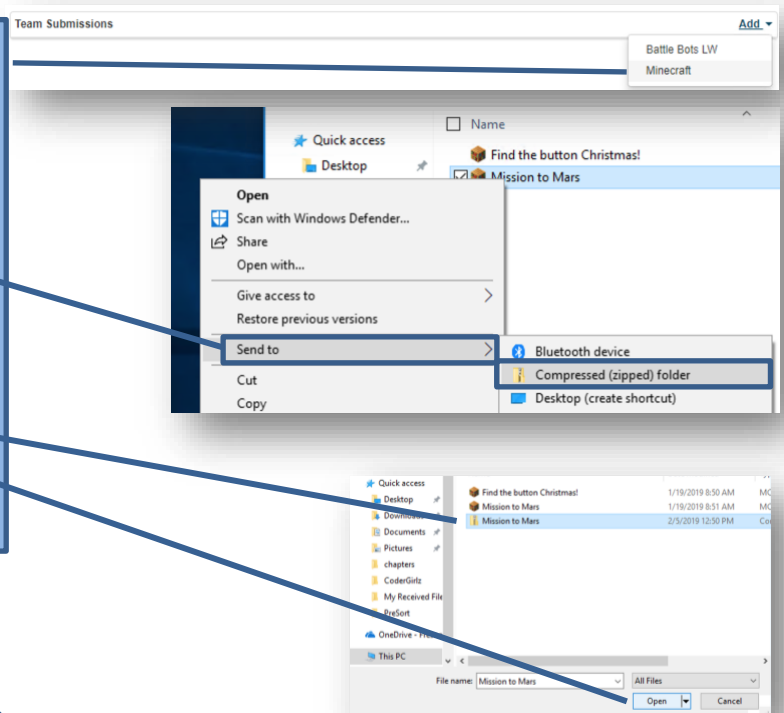 Team Submissions Add
Battle Bots LW
Minecraft
Name
Quick access
Find the button Christmas!
Desktop
Mission to Mars
Open
Scan with Windows Defender...
Share
Open with...
Give access to
Restore previous versions
Send to
Bluetooth device
Compressed (zipped) folder
Cut
Copy
Desktop (create shortcut)
Quick access
Desktop
Documents
Pictures
chapters
CoderGirlz
My Received File
PreSort
OneDrive -
This PC
Find the button Christmas! 1/19/2019 8:50 AM MC
Mission to Mars 1/19/2019 8:51 AM MC
Mission to Mars 2/5/2019 12:50 PM
File name: Mission to Mars All Files
Open Cancel